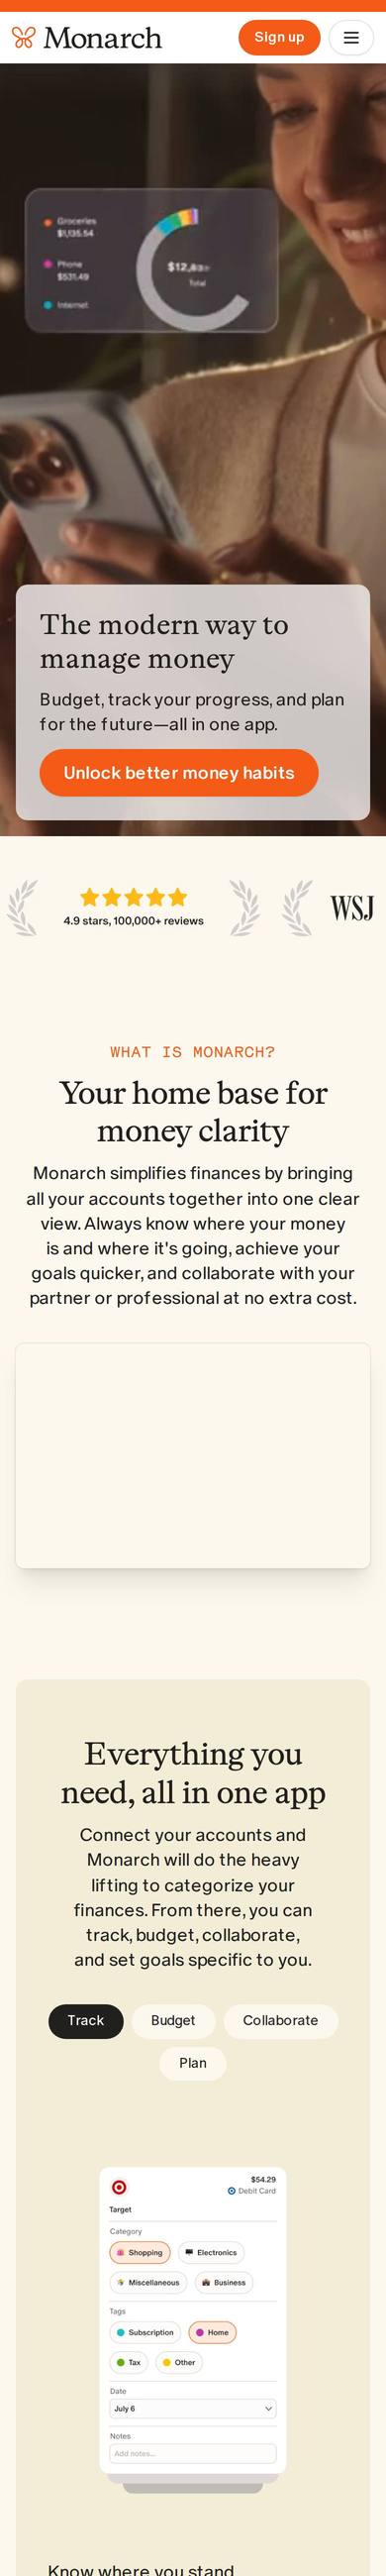 Monarch
Sign up
Groceries
$1,135.54
Phone
$531.49
Internet
Total
The modern way to
manage money
Budget, track your progress, and plan
for the future—all in one app.
Unlock better money habits
4.9 stars, 100,000+ reviews
WSJ
WHAT IS MONARCH?
Your home base for
money clarity
Monarch simplifies finances by bringing
all your accounts together into one clear
view. Always know where your money
is and where it's going, achieve your
goals quicker, and collaborate with your
partner or professional at no extra cost.
Everything you
need, all in one app
Connect your accounts and
Monarch will do the heavy
lifting to categorize your
finances. From there, you can
track, budget, collaborate,
and set goals specific to you.
Track Budget Collaborate
Plan
$54.29
Debit Card
Target
Category
Shopping Electronics
Miscellaneous Business
Tags
Subscription Home
Tax Other
Date
July 6
Notes
Add notes...
Know where you stand